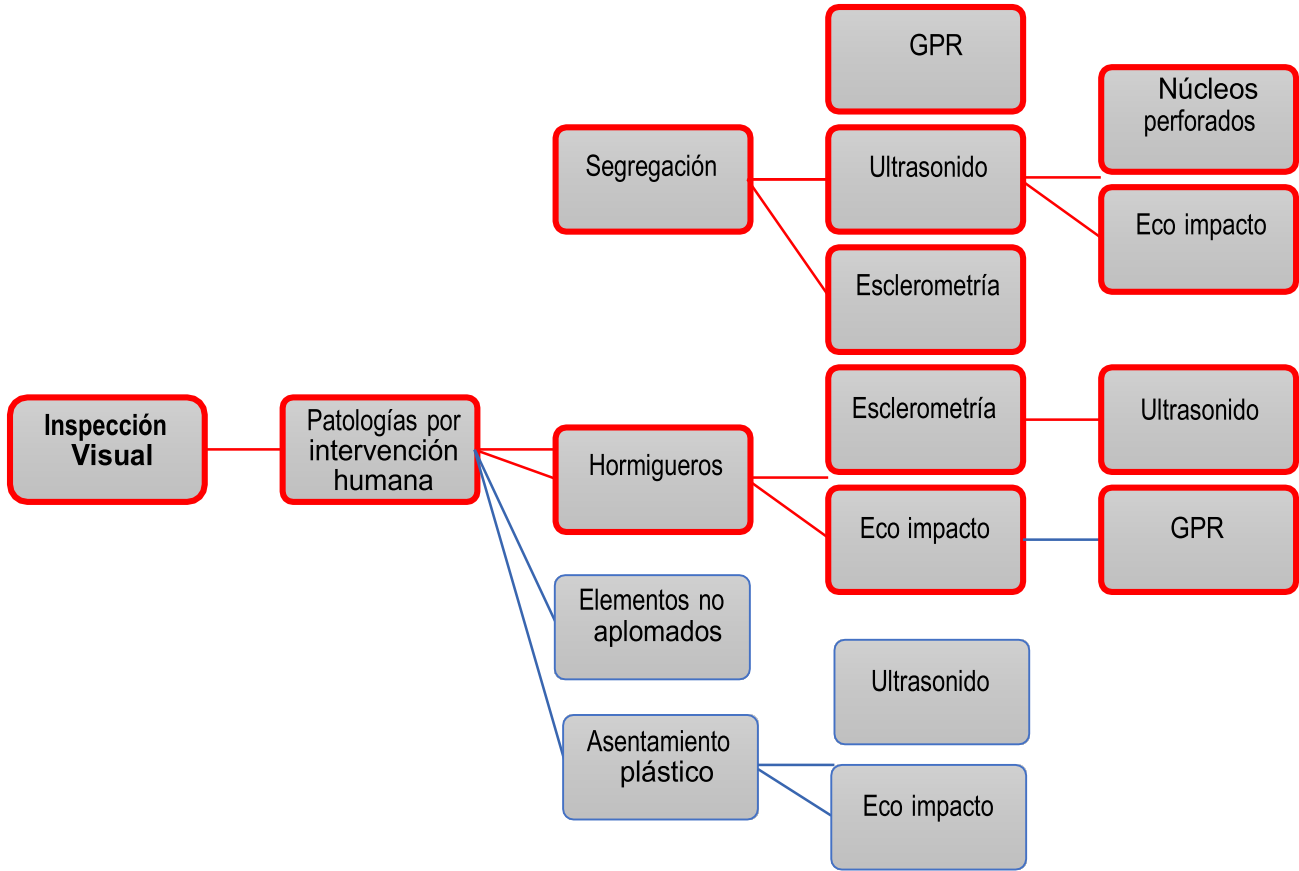 GPR
Núcleos
perforados
Segregación
Ultrasonido
Eco impacto
Esclerometría
Inspección
Visual
Patologías por
intervención
humana
Hormigueros
Esclerometría
Ultrasonido
Eco impacto
GPR
Elementos no
aplomados
Ultrasonido
Asentamiento
plástico
Eco impacto